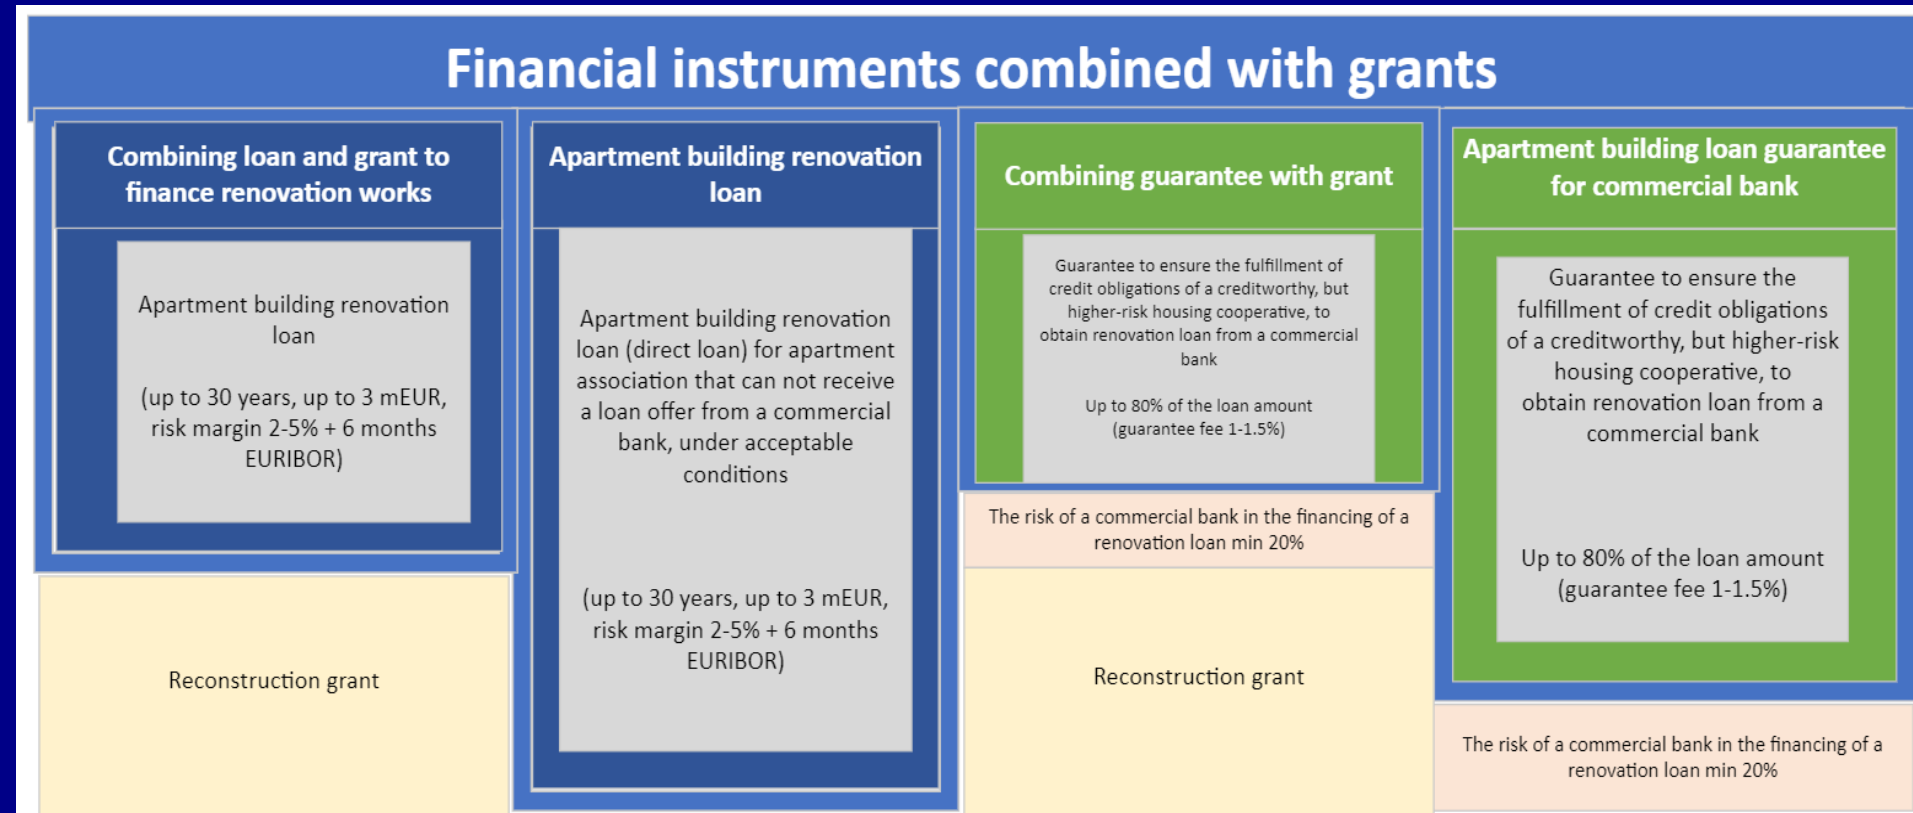 Financial instruments combined with grants
Combining loan and grant to
finance renovation works
Apartment building renovation
loan
(up to 30 years, up to 3 mEUR,
risk margin 2-5% + 6 months
EURIBOR)
Reconstruction grant
Apartment building renovation
loan
Apartment building renovation
loan (direct loan) for apartment
association that can not receive
a loan offer from a commercial
bank, under acceptable
conditions
(up to 30 years, up to 3 mEUR,
risk margin 2-5% + 6 months
EURIBOR)
Combining guarantee with grant
Guarantee to ensure the fulfillment of
credit obligations of a creditworthy, but
higher-risk housing cooperative, to
obtain renovation loan from a commercial
bank
Up to 80% of the loan amount
(guarantee fee 1-1.5%)
The risk of a commercial bank in the financing of a
renovation loan min 20%
Reconstruction grant
Apartment building loan guarantee
for commercial bank
Guarantee to ensure the
fulfillment of credit obligations
of a creditworthy, but higher-risk
housing cooperative, to
obtain renovation loan from a
commercial bank
Up to 80% of the loan amount
(guarantee fee 1-1.5%)
The risk of a commercial bank in the financing of a
renovation loan min 20%